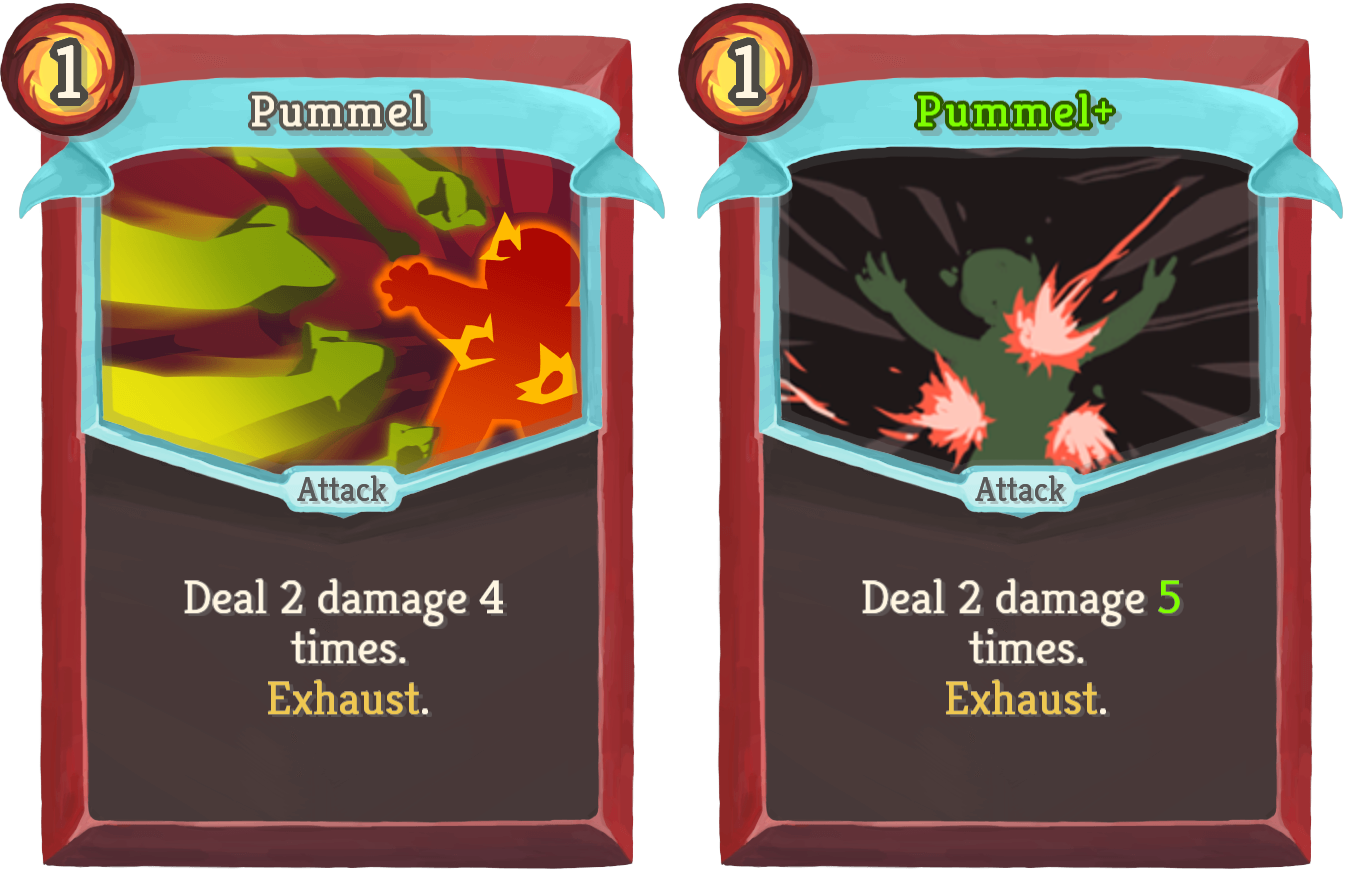 1
Pummel
Attack
Deal 2 damage 4
times.
Exhaust.
1
Pummel+
Attack
Deal 2 damage 5
times.
Exhaust.